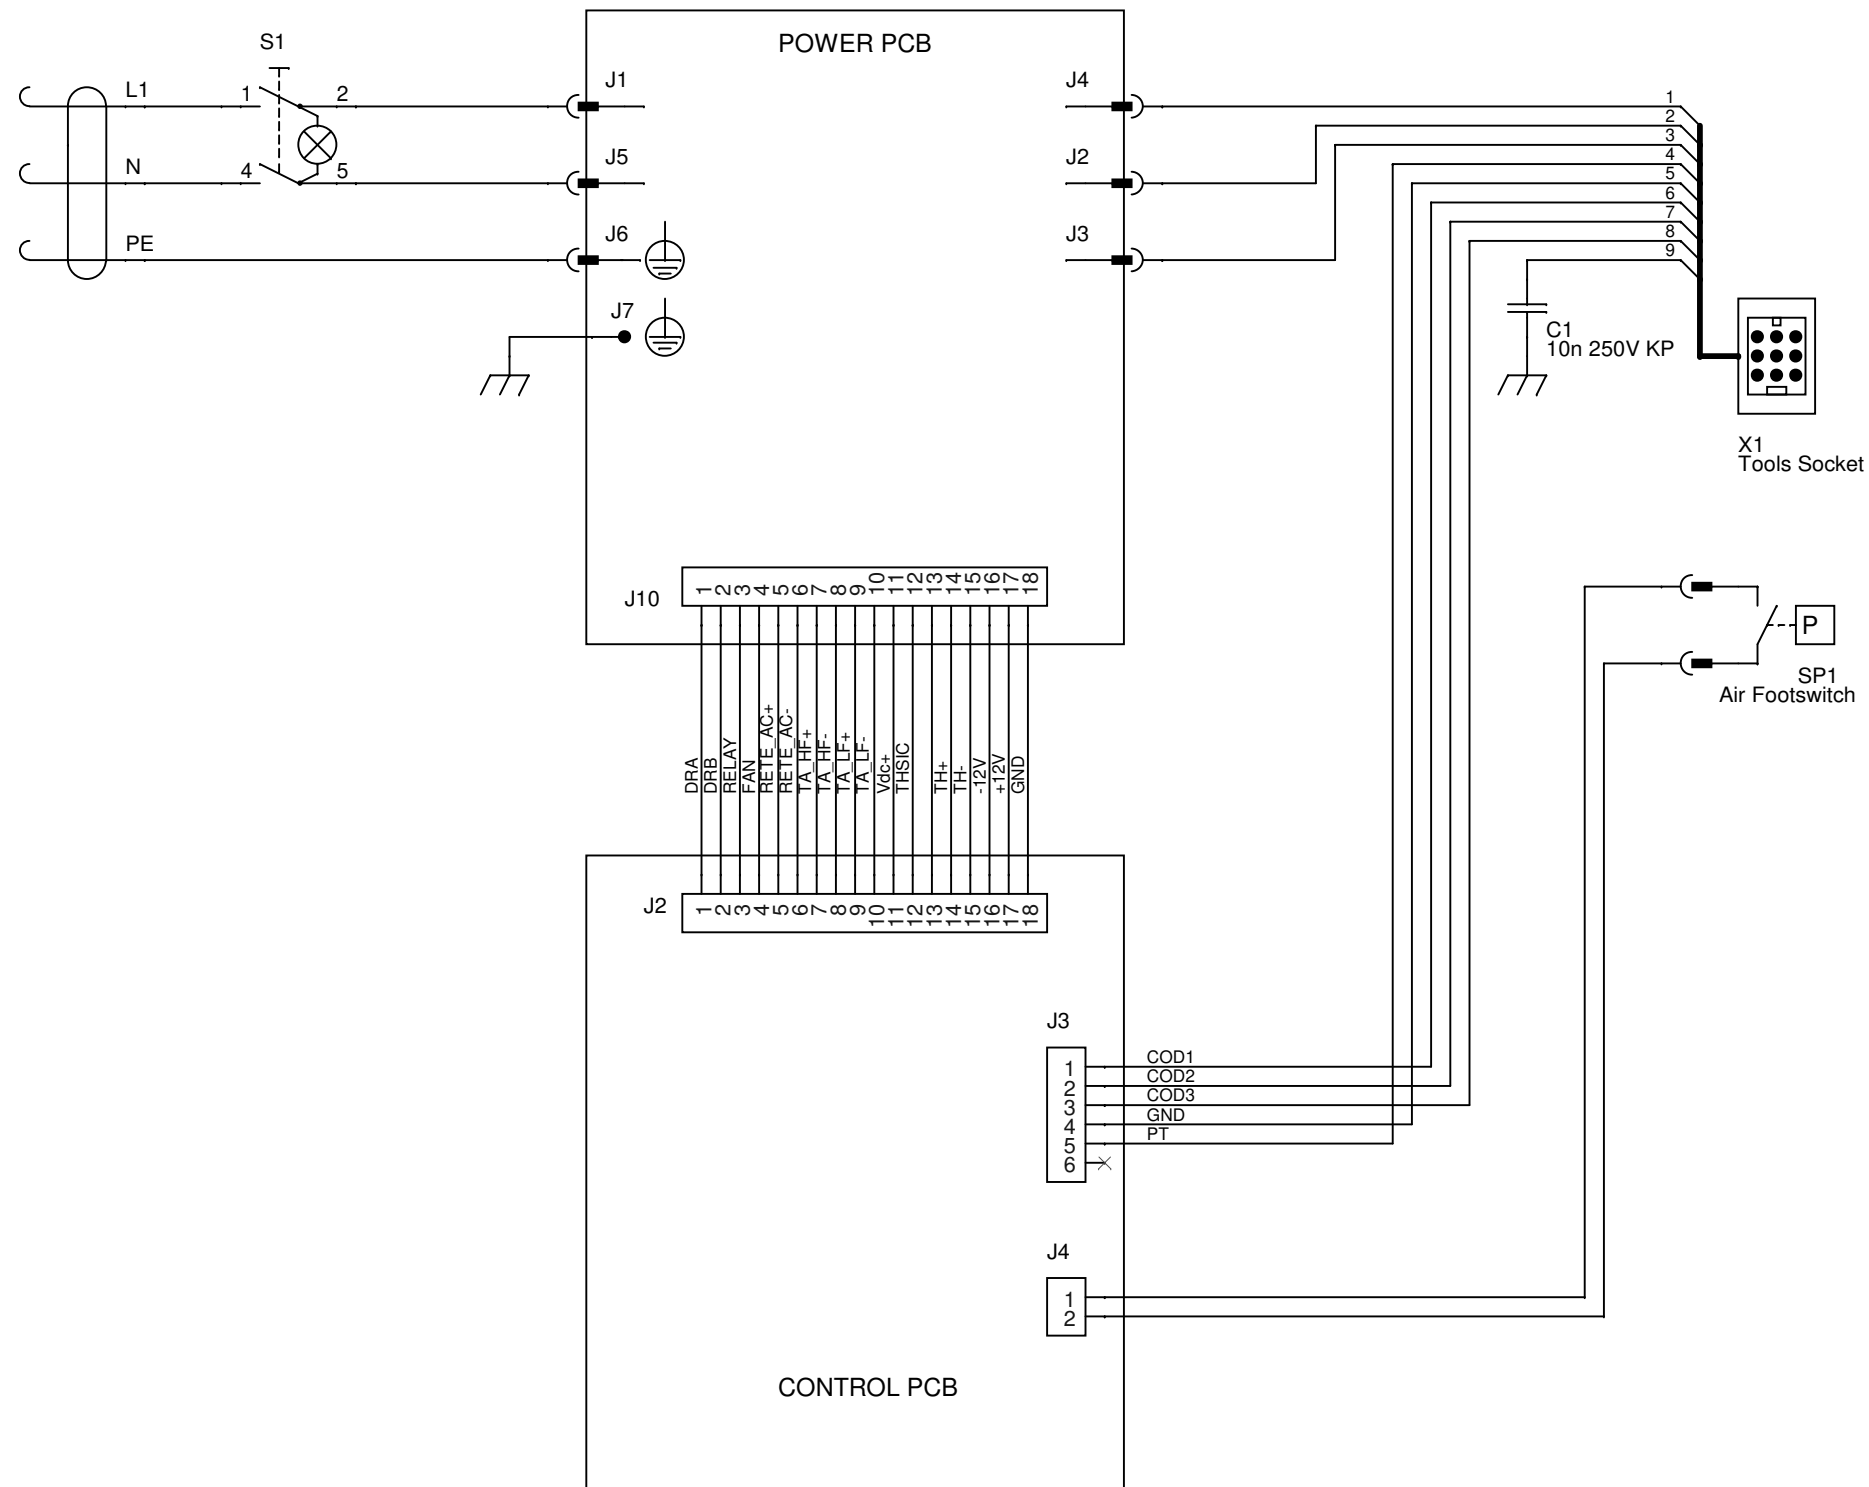 S1
POWER PCB
L1
1
2
J1
J4
N
4
5
J5
J2
PE
J6
J3
J7
1
2
3
4
5
6
7
8
9
C1
10n 250V KP
X1
Tools Socket
J10
1
2
3
4
5
6
7
8
9
10
11
12
13
14
15
16
17
18
P
SP1
Air Footswitch
DRA
DRB
RELAY
FAN
RETE_AC+
RETE_AC-
TA_HF+
TA_HF-
TA_LF+
TA_LF-
Vdc+
THSIC
TH+
TH-
-12V
+12V
GND
J2
1
2
3
4
5
6
7
8
9
10
11
12
13
14
15
16
17
18
J3
1
COD1
2
COD2
3
COD3
4
GND
5
PT
6
J4
1
2
CONTROL PCB